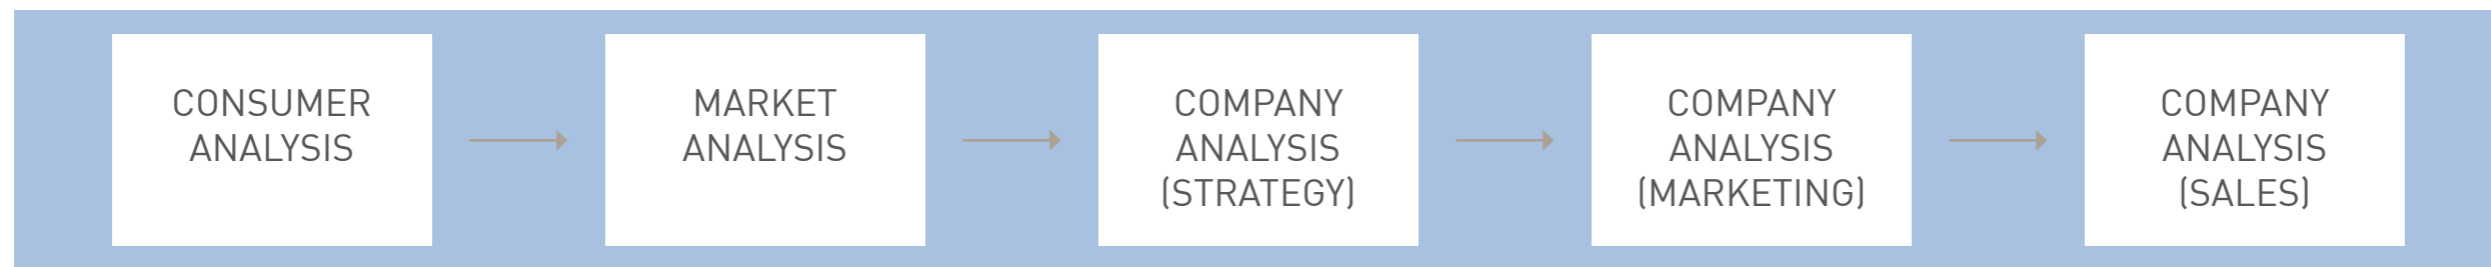 CONSUMER
ANALYSIS
MARKET
ANALYSIS
COMPANY
ANALYSIS
(STRATEGY)
COMPANY
ANALYSIS
(MARKETING)
COMPANY
ANALYSIS
(SALES)